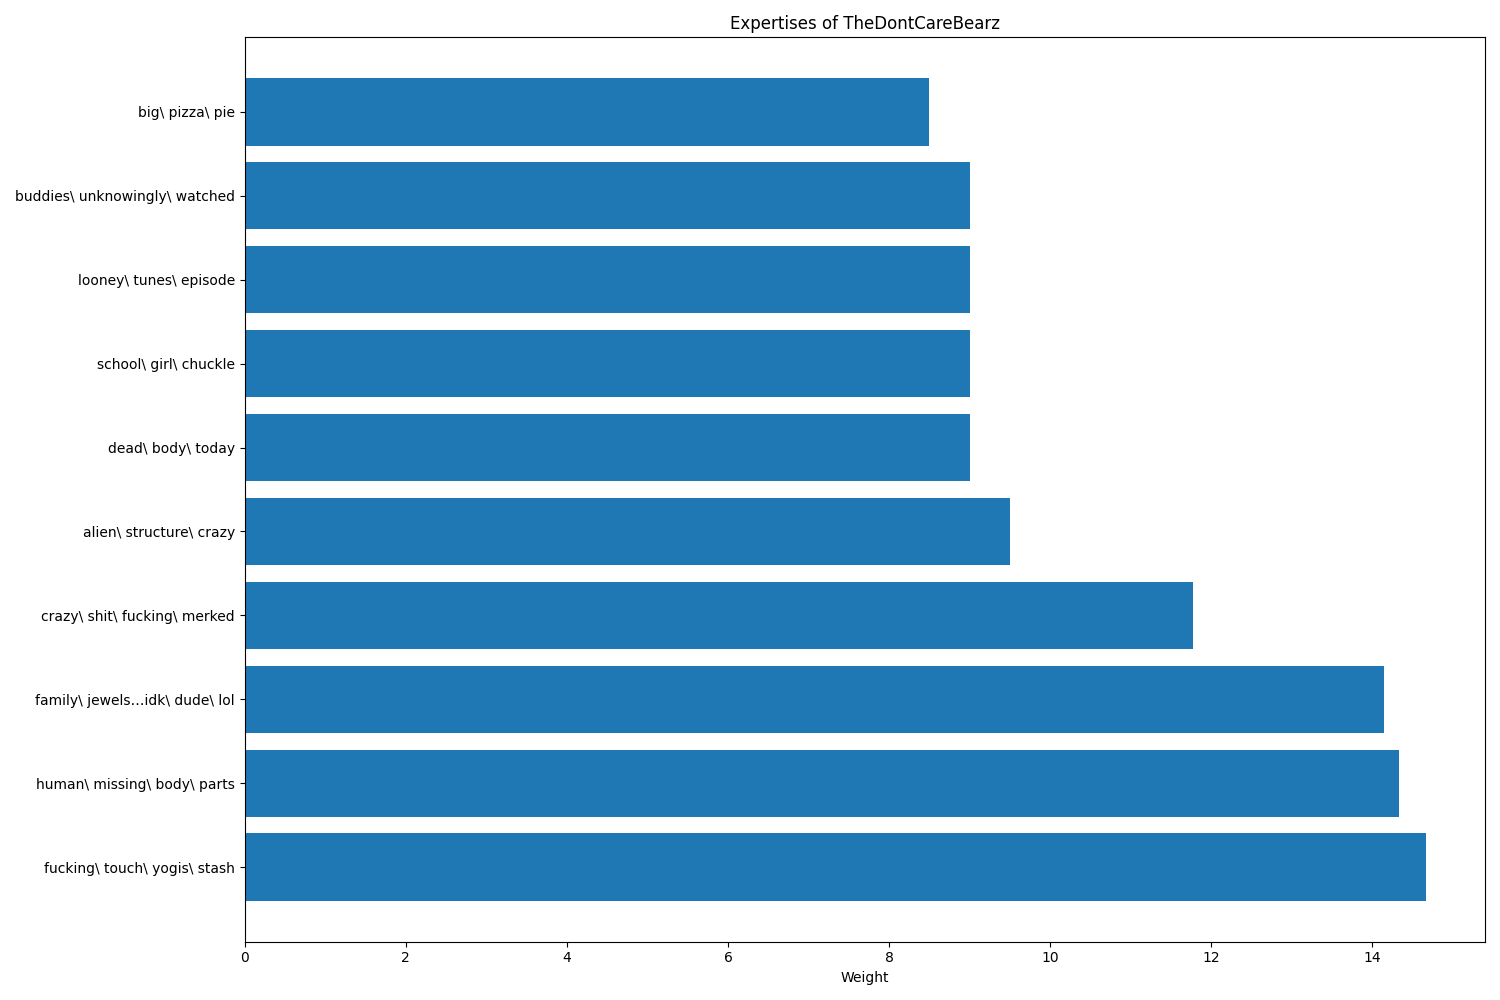 Expertises of TheDontCareBearz
big\ pizza\ pie
buddies\ unknowingly\ watched
looney\ tunes\ episode
school\ girl\ chuckle
dead\ body\ today
alien\ structure\ crazy
crazy\ shit\ fucking\ merked
family\ jewels...idk\ dude\ lol
human\ missing\ body\ parts
fucking\ touch\ yogis\ stash
0 2 4 6 8 10 12 14
Weight